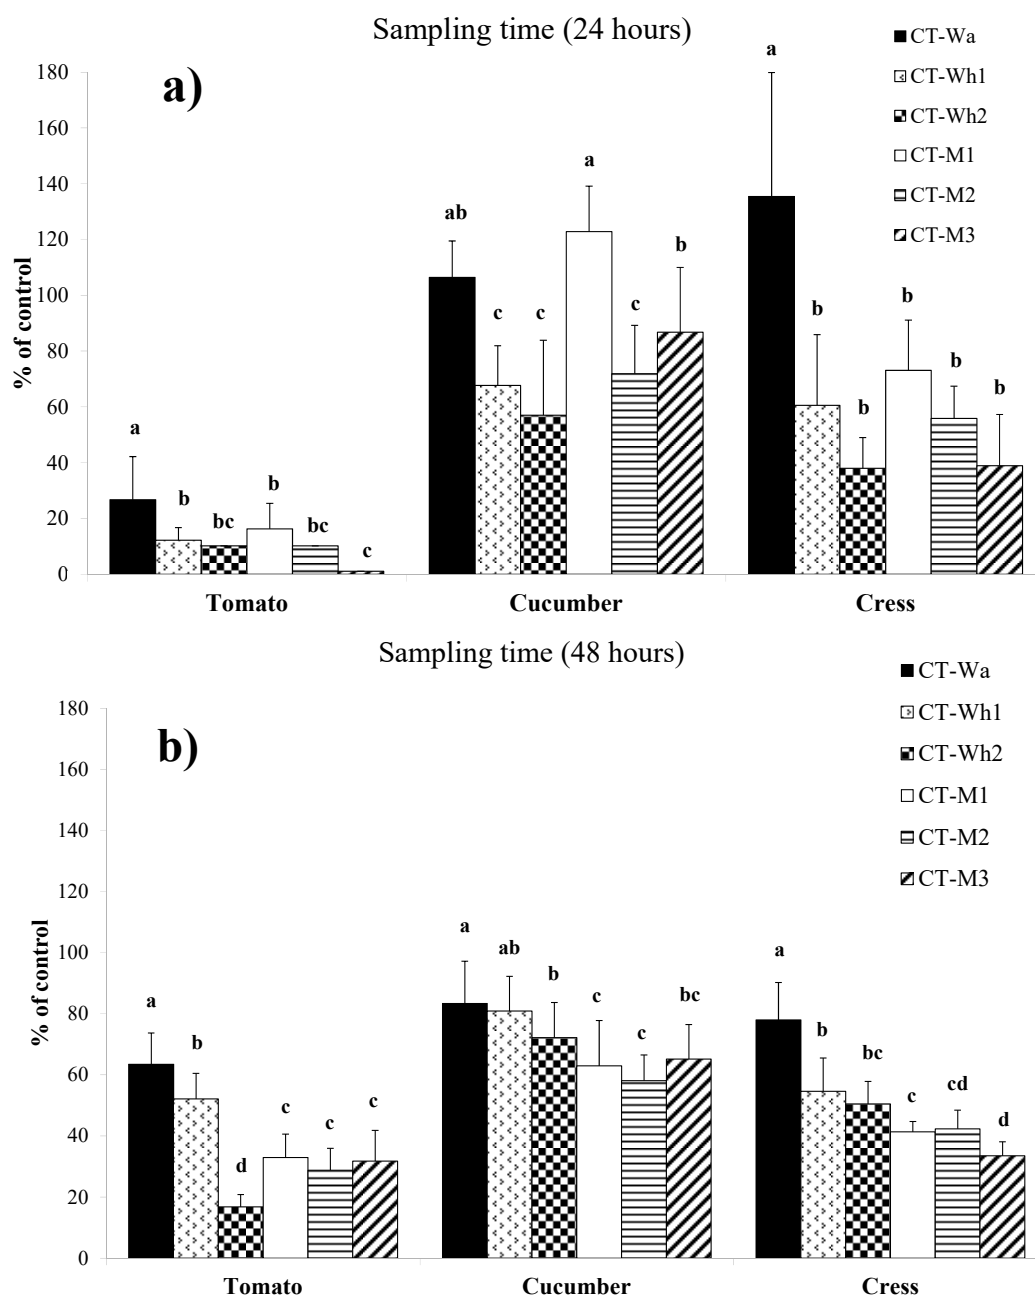 Sampling time (24 hours)
a)
CT-Wa
CT-Wh1
CT-Wh2
CT-M1
CT-M2
CT-M3
% of control
180
160
140
120
100
80
60
40
20
0
a
b
bc
b
bc
c
ab
c
c
a
c
b
a
b
b
b
b
b
Tomato Cucumber Cress
Sampling time (48 hours)
b)
CT-Wa
CT-Wh1
CT-Wh2
CT-M1
CT-M2
CT-M3
% of control
180
160
140
120
100
80
60
40
20
0
a
b
d
c
c
c
a
ab
b
c
c
bc
a
b
bc
c
cd
d
Tomato Cucumber Cress